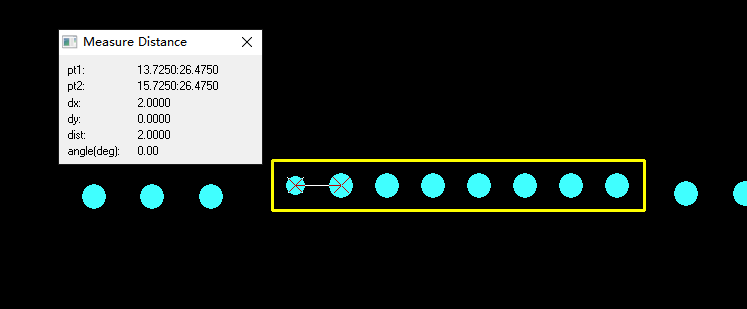 Measure Distance
pt1: 13.7250:26.4750
pt2: 15.7250:26.4750
dx: 2.0000
dy: 0.0000
dist: 2.0000
angle(deg): 0.00